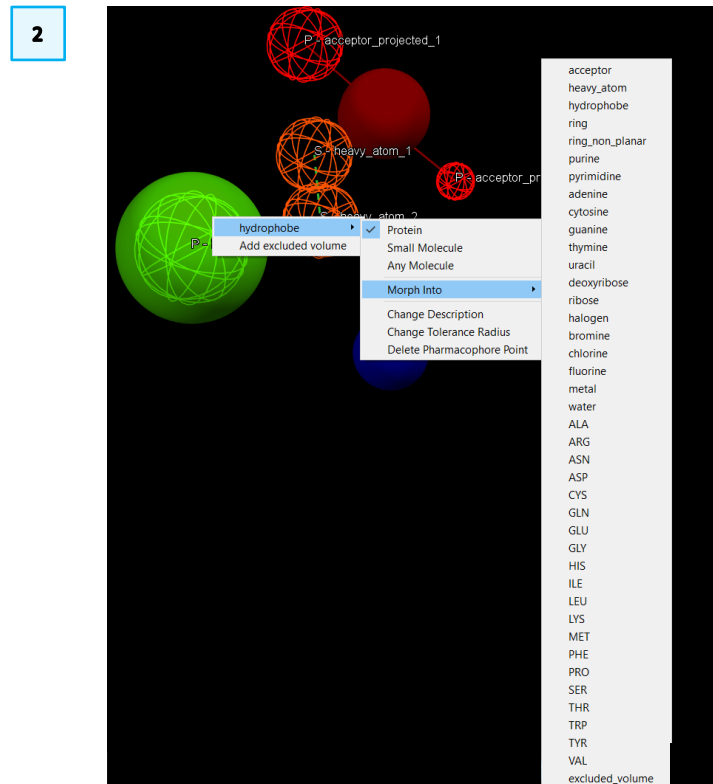 2
P - acceptor_projected_1
S - heavy_atom_1
P - acceptor_pr
S - heavy_atom_2
P -
hydrophobe
Add excluded volume
Protein
Small Molecule
Any Molecule
Morph Into
Change Description
Change Tolerance Radius
Delete Pharmacophore Point
acceptor
heavy_atom
hydrophobe
ring
ring_non_planar
purine
pyrimidine
adenine
cytosine
guanine
thymine
uracil
deoxyribose
ribose
halogen
bromine
chlorine
fluorine
metal
water
ALA
ARG
ASN
ASP
CYS
GLN
GLU
GLY
HIS
ILE
LEU
LYS
MET
PHE
PRO
SER
THR
TRP
TYR
VAL
excluded_volume